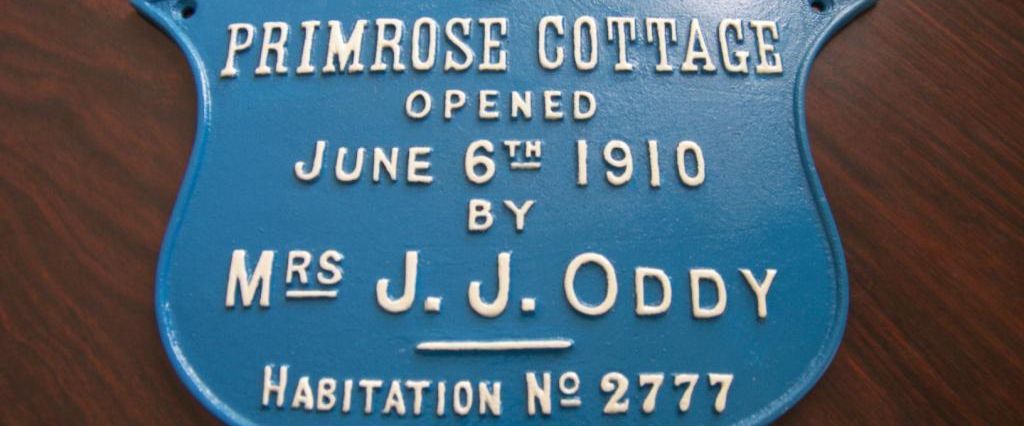 PRIMROSE COTTAGE
OPENED
JUNE 6TH 1910
BY
MRS J. J. ODDY
HABITATION No 2777